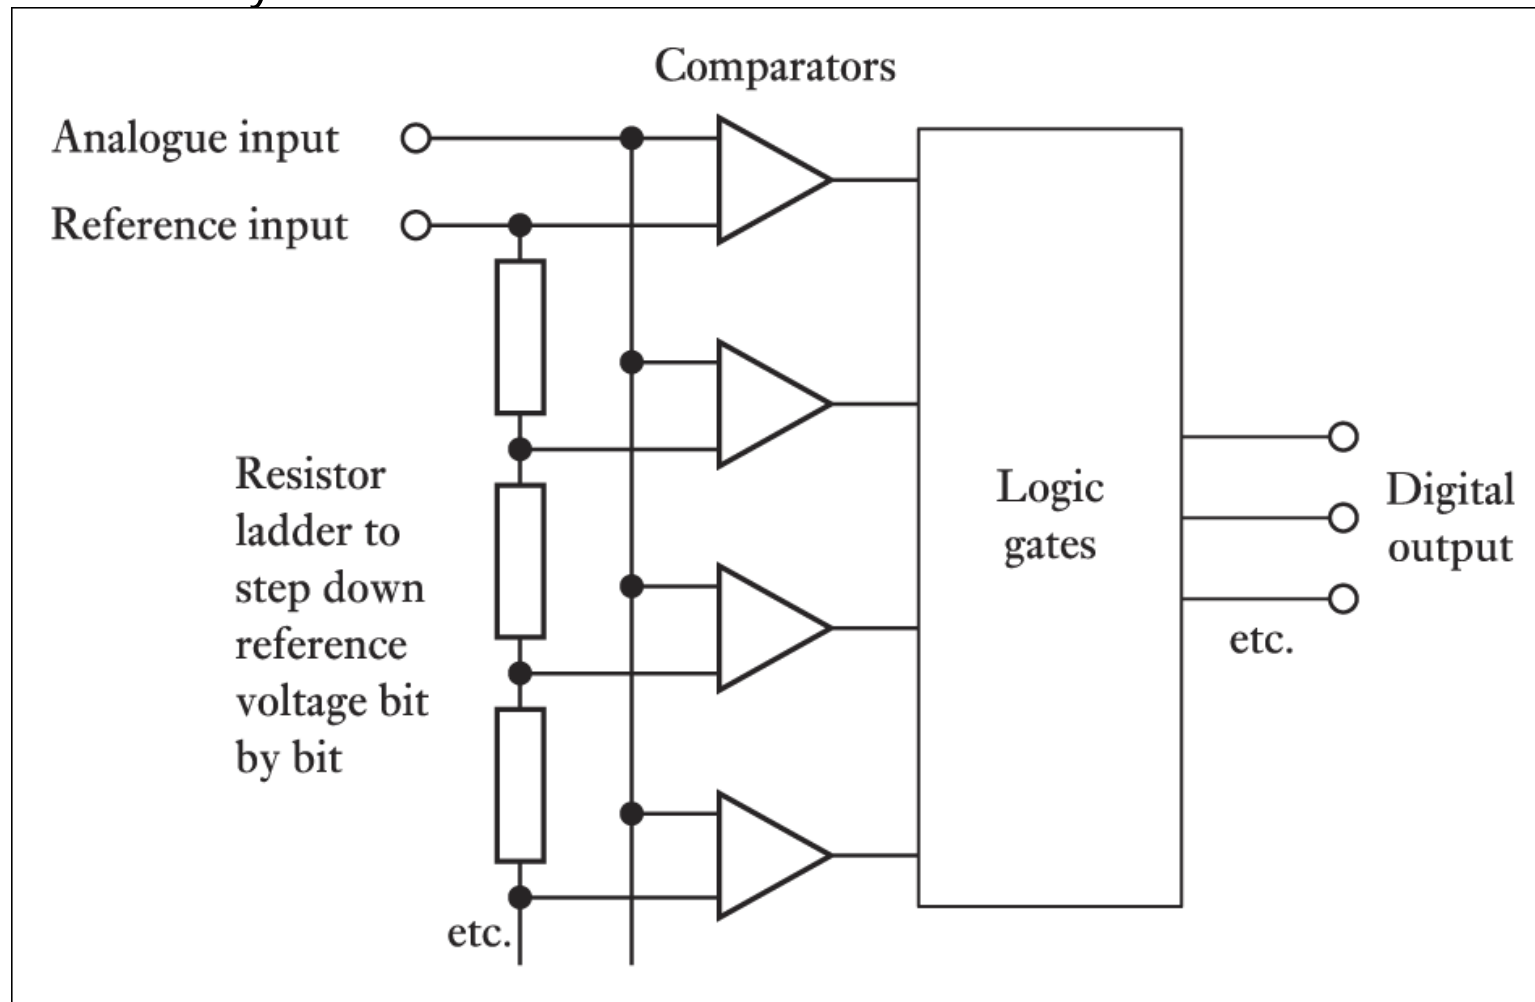 Comparators
Analogue input
Reference input
Resistor
ladder to
step down
reference
voltage bit
by bit
etc.
Logic
gates
Digital
output
etc.